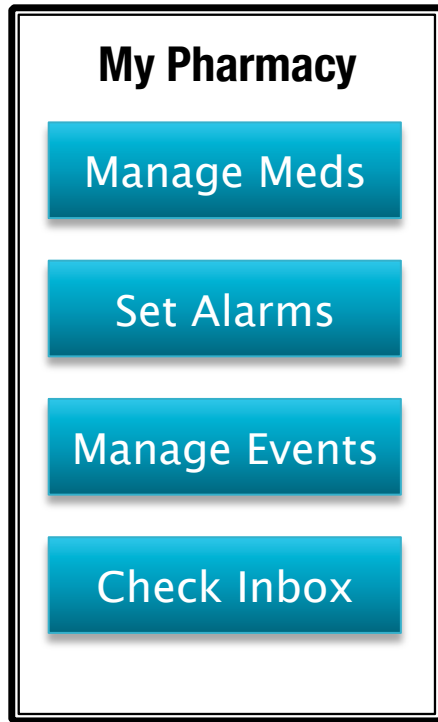 My Pharmacy
Manage Meds
Set Alarms
Manage Events
Check Inbox